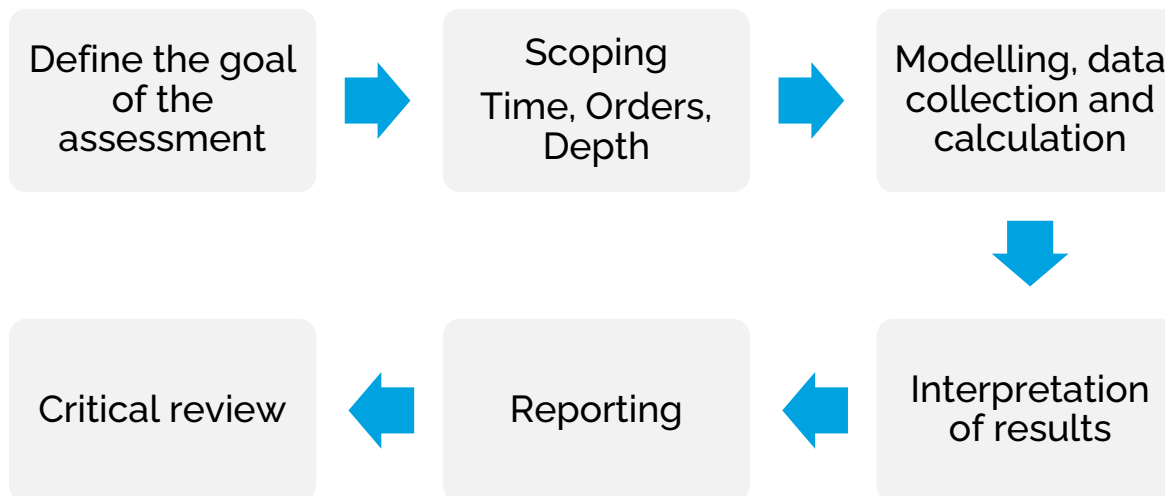 Define the goal
of the
assessment
Scoping
Time, Orders,
Depth
Modelling, data
collection and
calculation
Interpretation
of results
Reporting
Critical review